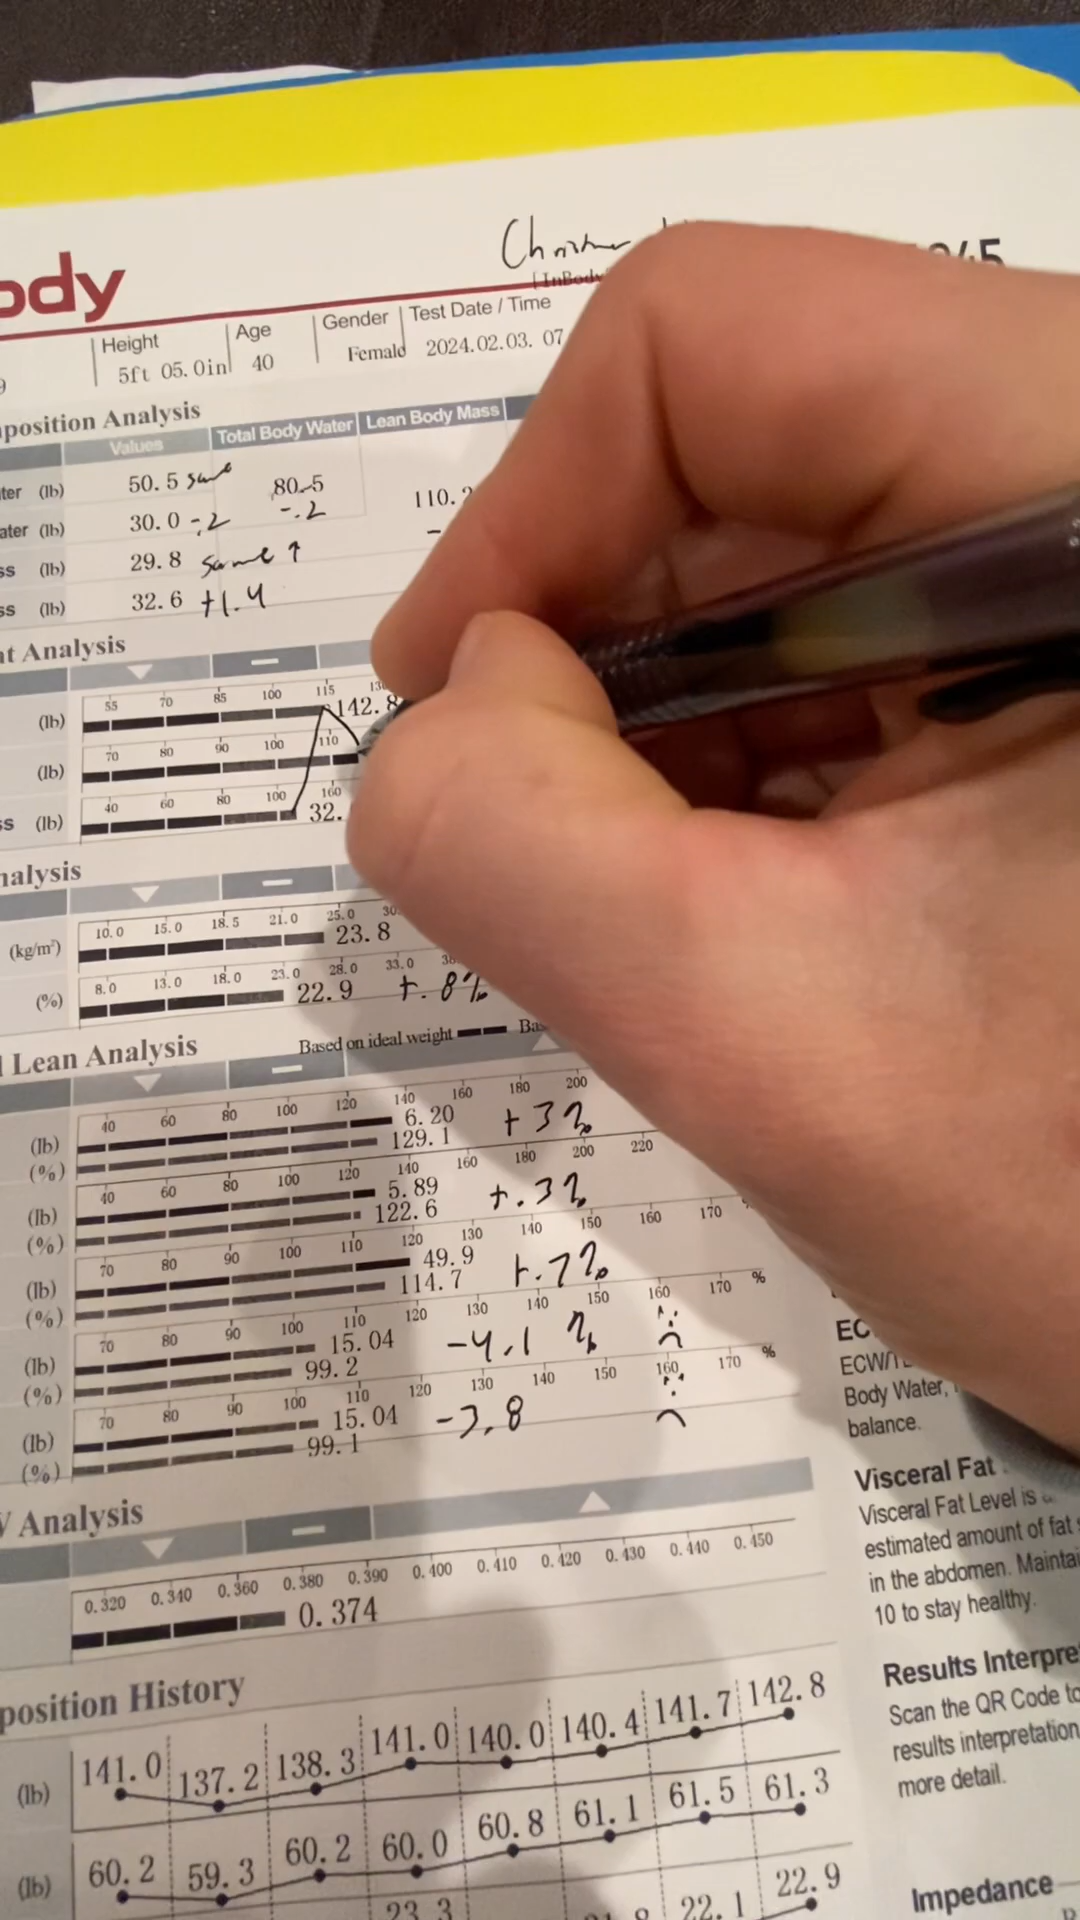 ody
Height
5ft 05.0in
Age
40
Gender
Female
Test Date / Time
2024.02.03. 07
position Analysis
Values Total Body Water Lean Body Mass
ter (lb) 50.5 same 80.5 110.2
ater (lb) 30.0 -.2 -.2 -
ss (lb) 29.8 same ↑
ss (lb) 32.6 +1.4
nt Analysis
55 70 85 100 115 130
(lb) 142.8
70 80 90 100 110
(lb)
40 60 80 100 160
ss (lb) 32.
nalysis
10.0 15.0 18.5 21.0 25.0 30.
(kg/m²) 23.8
8.0 13.0 18.0 23.0 28.0 33.0 38.
(%) 22.9 +.8%
l Lean Analysis Based on ideal weight Bas
40 60 80 100 120 140 160 180 200
(lb) 6.20 +3%
(%) 129.1
40 60 80 100 120 140 160 180 200 220
(lb) 5.89 +.3%
(%) 122.6
70 80 90 100 110 120 130 140 150 160 170
(lb) 49.9 +.7%
(%) 114.7
70 80 90 100 110 120 130 140 150 160 170 %
(lb) 15.04 -4.1 %
(%) 99.2
70 80 90 100 110 120 130 140 150 160 170 %
(lb) 15.04 -3.8
(%) 99.1
Analysis
0.320 0.340 0.360 0.380 0.390 0.400 0.410 0.420 0.430 0.440 0.450
0.374
position History
(lb) 141.0 137.2 138.3 141.0 140.0 140.4 141.7 142.8
(lb) 60.2 59.3 60.2 60.0 60.8 61.1 61.5 61.3
23.3 22.1 22.9
Body Water,
balance.
Visceral Fat
Visceral Fat Level is
estimated amount of fat
in the abdomen. Maintai
10 to stay healthy.
Results Interpre
Scan the QR Code to
results interpretation
more detail.
Impedance